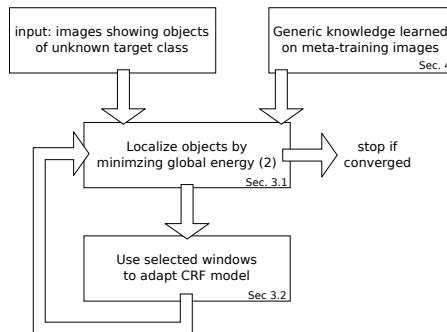 input: images showing objects
of unknown target class
Generic knowledge learned
on meta-training images
Sec. 4
Localize objects by
minimzing global energy (2)
Sec. 3.1
stop if
converged
Use selected windows
to adapt CRF model
Sec 3.2